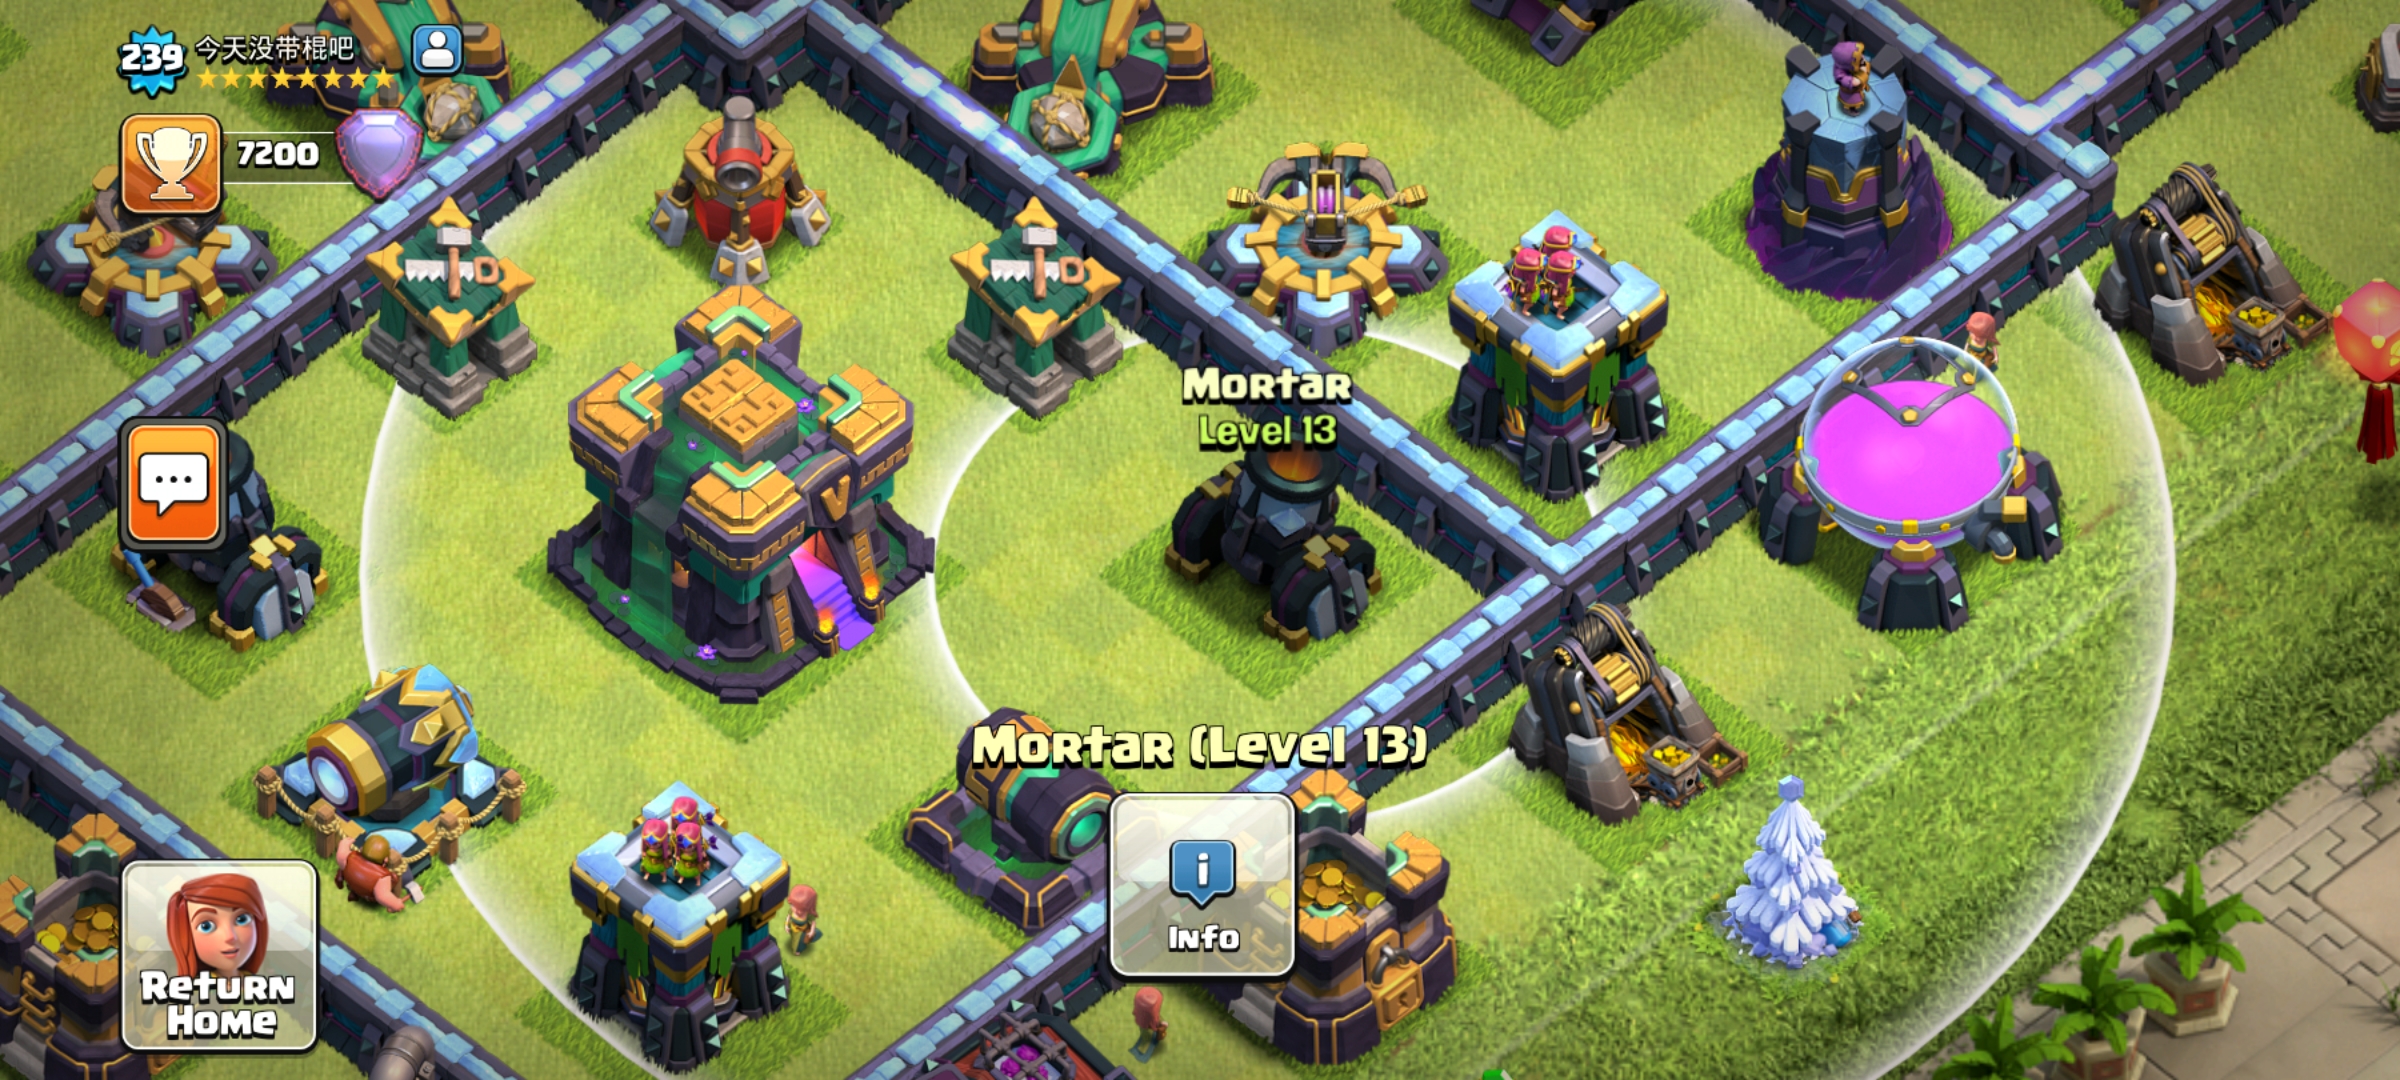 239
今天没带棍吧
7200
Mortar
Level 13
Mortar (Level 13)
Info
Return
Home